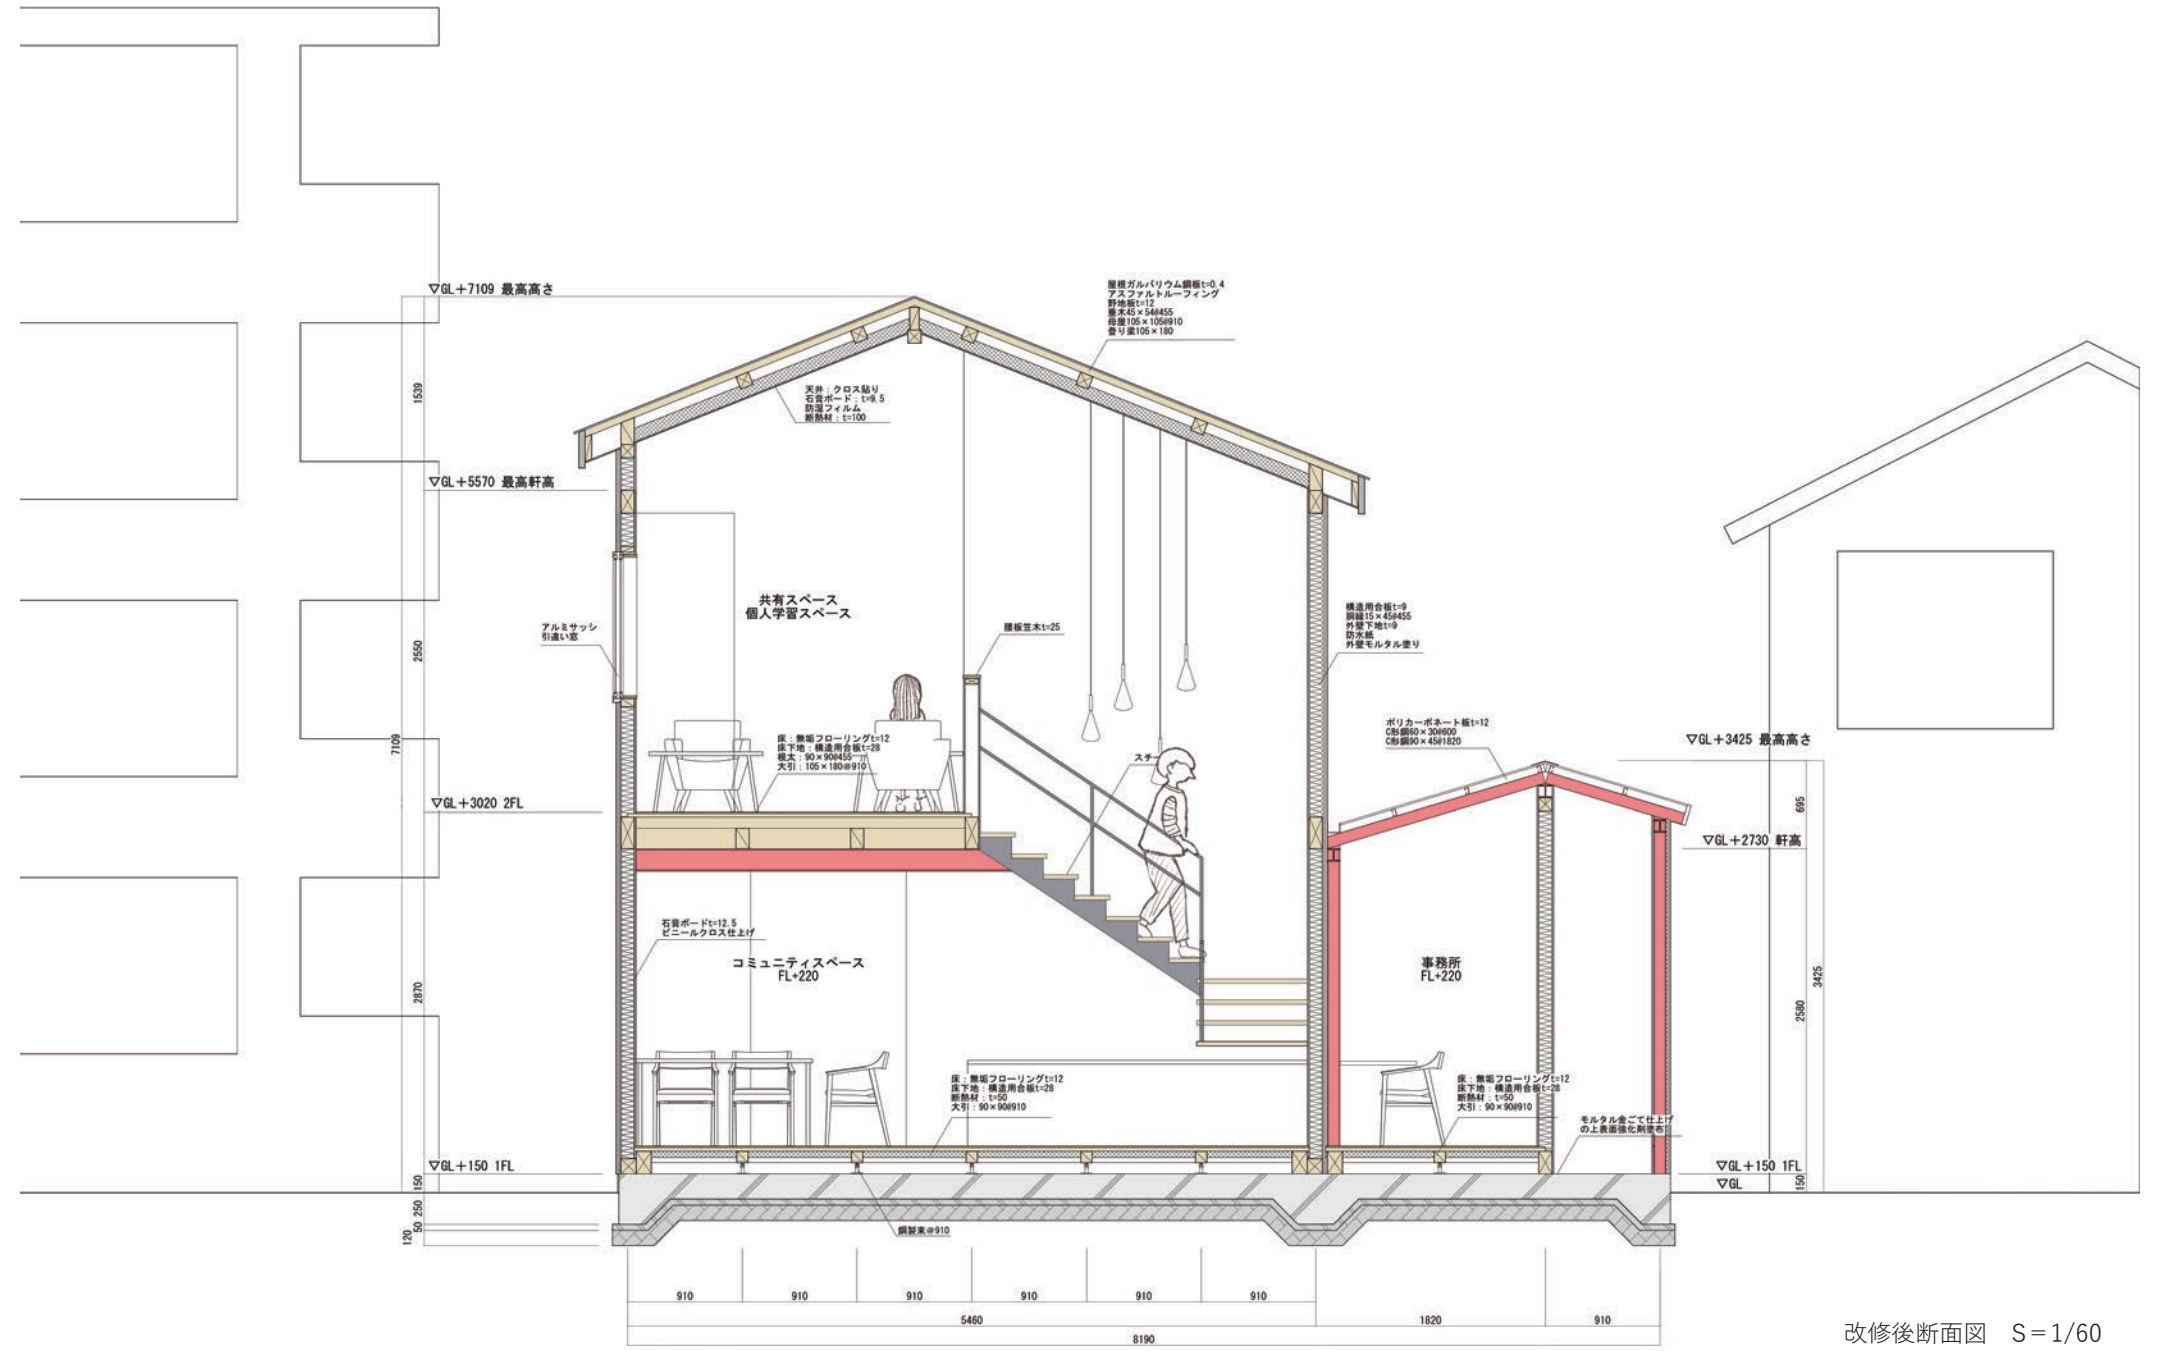 ▽GL+7109 最高高さ
屋根ガルバリウム鋼板t=0.4
アスファルトルーフィング
野地板t=12
垂木45×54@455
母屋105×105@910
登り梁105×180
1539
天井：クロス貼り
石膏ボード：t=9.5
防湿フィルム
断熱材：t=100
▽GL+5570 最高軒高
共有スペース
個人学習スペース
アルミサッシ
引違い窓
腰板笠木t=25
構造用合板t=9
胴縁15×45@455
外壁下地t=9
防水紙
外壁モルタル塗り
2550
7109
床：無垢フローリングt=12
床下地：構造用合板t=28
根太：90×90@455
大引：105×180@910
スチー
ポリカーボネート板t=12
C形鋼60×30@600
C形鋼90×45@1820
▽GL+3425 最高高さ
▽GL+3020 2FL
695
▽GL+2730 軒高
石膏ボードt=12.5
ビニールクロス仕上げ
コミュニティスペース
FL+220
事務所
FL+220
2870
3425
2580
床：無垢フローリングt=12
床下地：構造用合板t=28
断熱材：t=50
大引：90×90@910
床：無垢フローリングt=12
床下地：構造用合板t=28
断熱材：t=50
大引：90×90@910
モルタル金ごて仕上げ
の上表面強化剤塗布
▽GL+150 1FL
▽GL+150 1FL
▽GL
150
150
250
50
120
鋼製束@910
910
910
910
910
910
910
5460
1820
910
8190
改修後断面図 S＝1/60